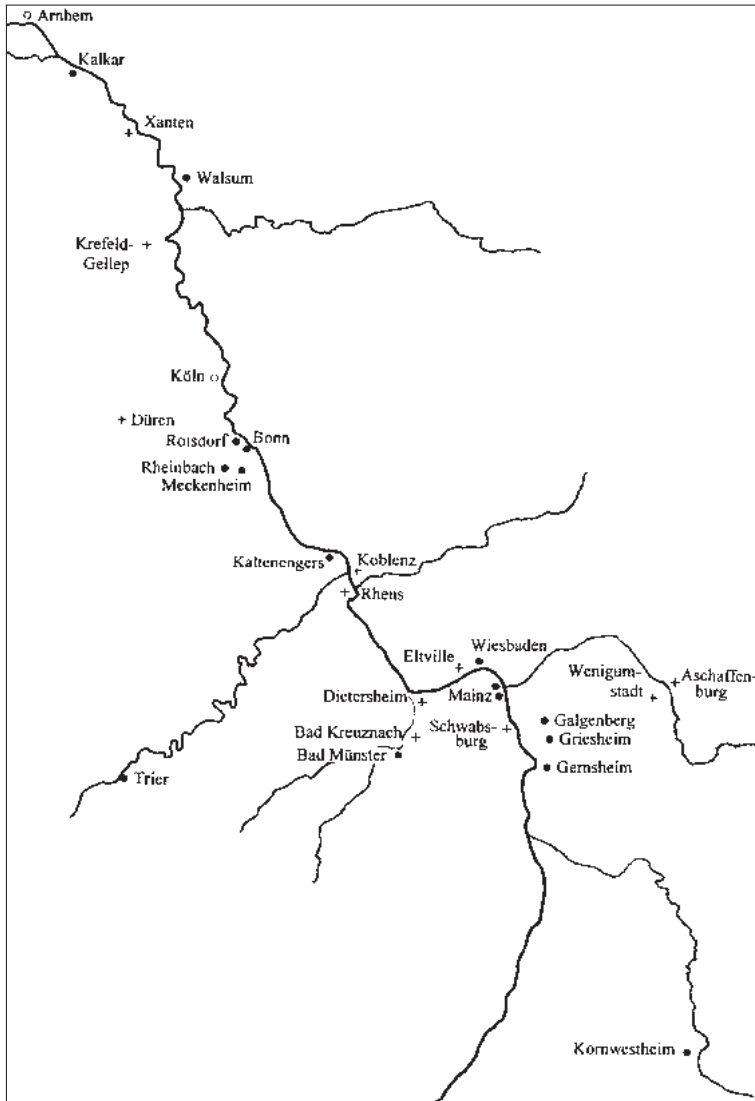 Arnhem
Kalkar
Xanten
Walsum
Krefeld-
Gellep
Köln
Düren
Roisdorf
Bonn
Rheinbach
Meckenheim
Kaltenengers
Koblenz
Rhens
Wiesbaden
Eltville
Wenigum-
stadt
Aschaffen-
burg
Dietersheim
Mainz
Galgenberg
Bad Kreuznach
Schwabs-
burg
Griesheim
Bad Münster
Gernsheim
Trier
Kornwestheim